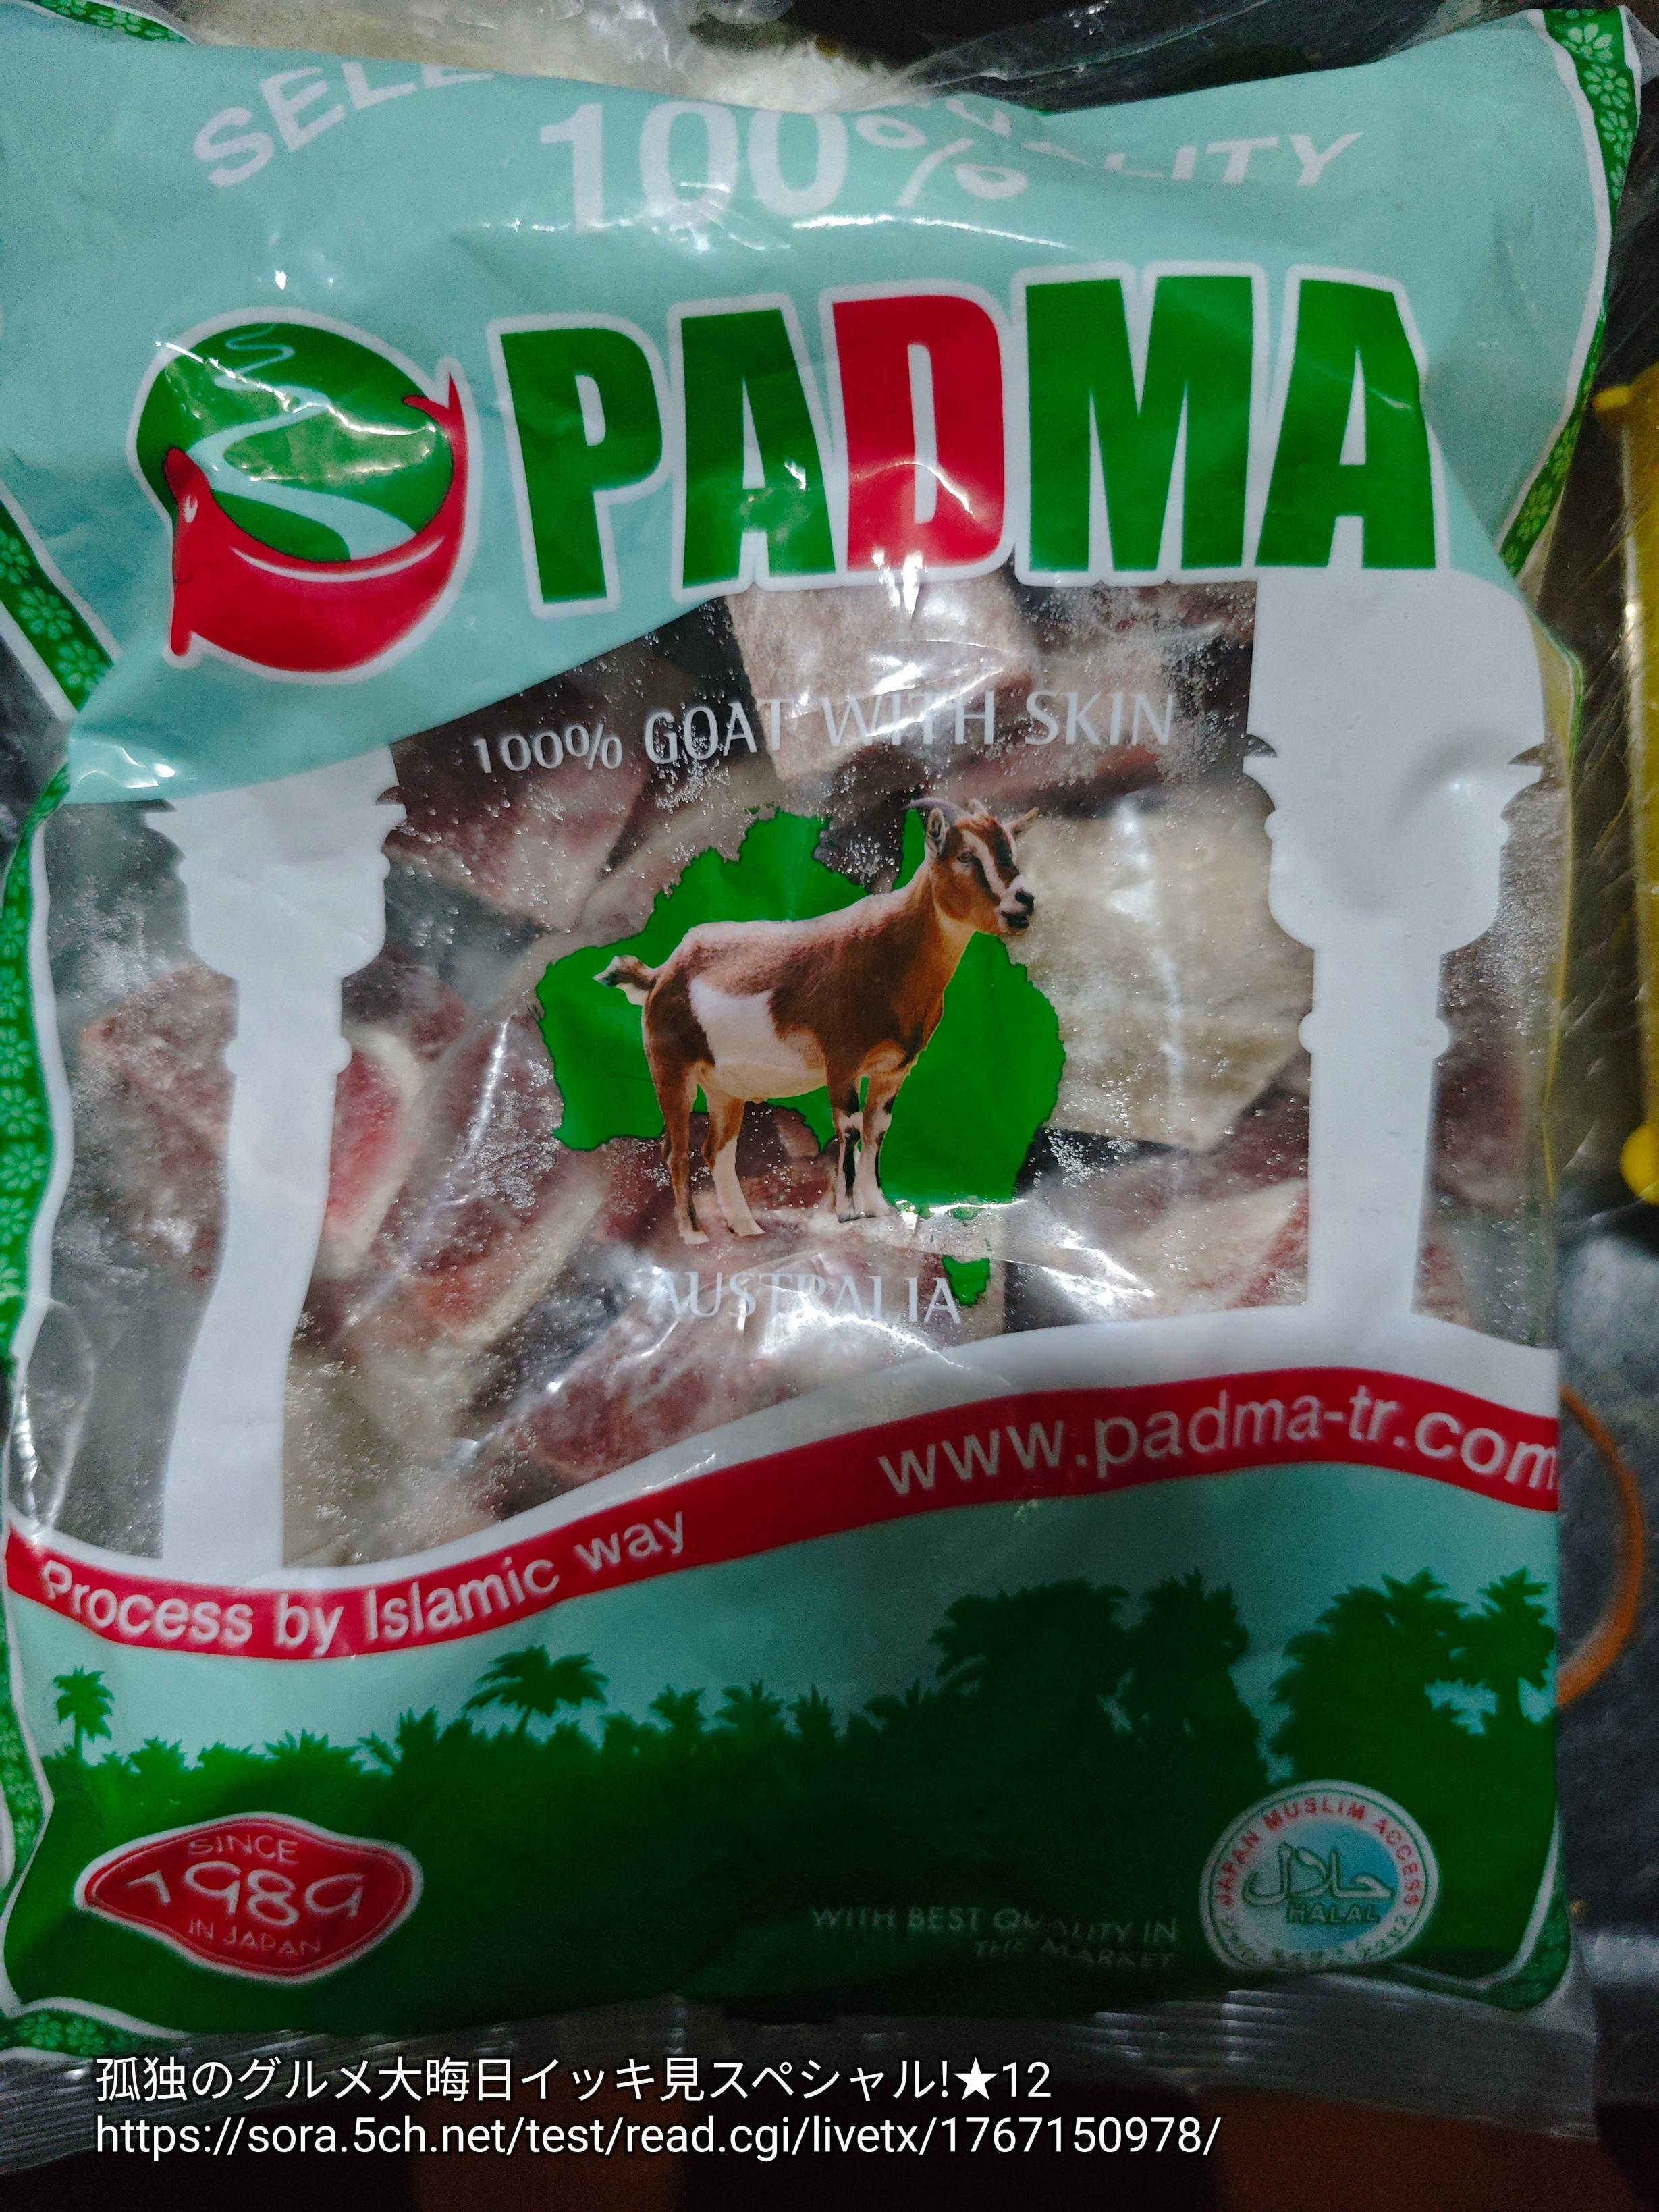 100%
PADMA
100% GOAT WITH SKIN
AUSTRALIA
www.padma-tr.com
Process by Islamic way
SINCE
1989
IN JAPAN
WITH BEST QUALITY IN
THE MARKET
JAPAN MUSLIM ACCESS
حلال
HALAL
孤独のグルメ大晦日イッキ見スペシャル!★12
https://sora.5ch.net/test/read.cgi/livetx/1767150978/